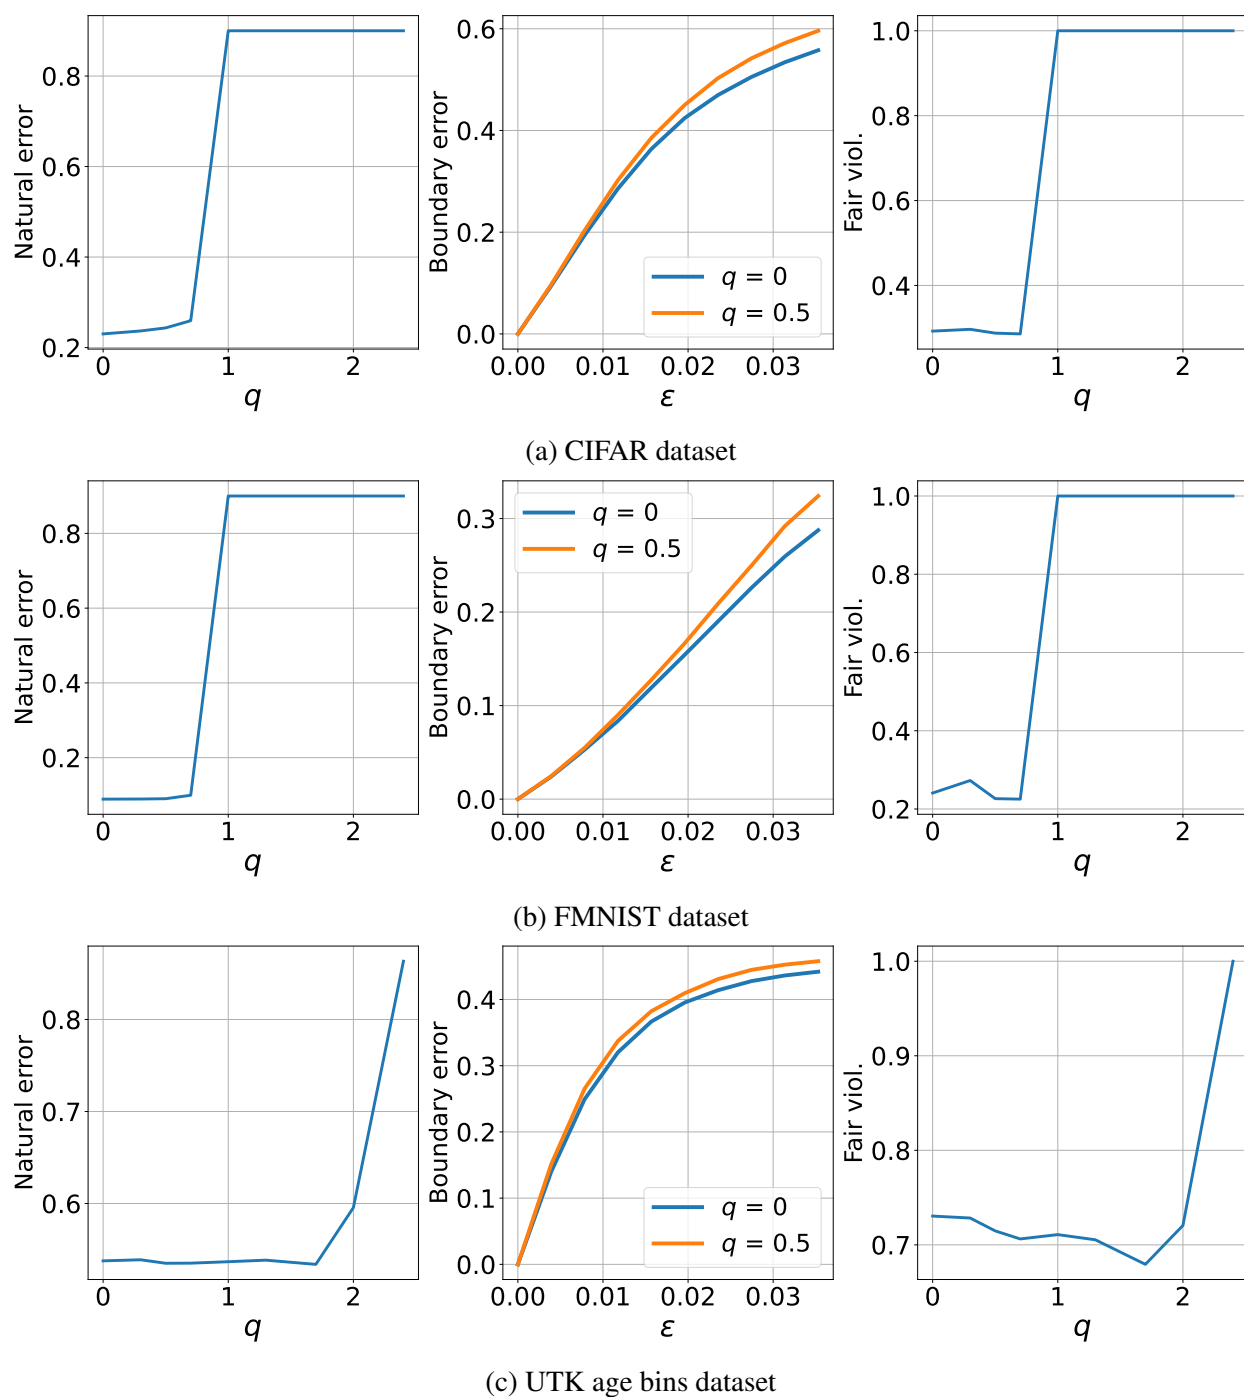 Natural error
0.8
0.6
0.4
0.2
0 1 2
q
Boundary error
0.6
0.4
0.2
0.0
0.00 0.01 0.02 0.03
ε
q = 0
q = 0.5
Fair viol.
1.0
0.8
0.6
0.4
0 1 2
q
(a) CIFAR dataset
Natural error
0.8
0.6
0.4
0.2
0 1 2
q
Boundary error
0.3
0.2
0.1
0.0
0.00 0.01 0.02 0.03
ε
q = 0
q = 0.5
Fair viol.
1.0
0.8
0.6
0.4
0.2
0 1 2
q
(b) FMNIST dataset
Natural error
0.8
0.7
0.6
0 1 2
q
Boundary error
0.4
0.3
0.2
0.1
0.0
0.00 0.01 0.02 0.03
ε
q = 0
q = 0.5
Fair viol.
1.0
0.9
0.8
0.7
0 1 2
q
(c) UTK age bins dataset